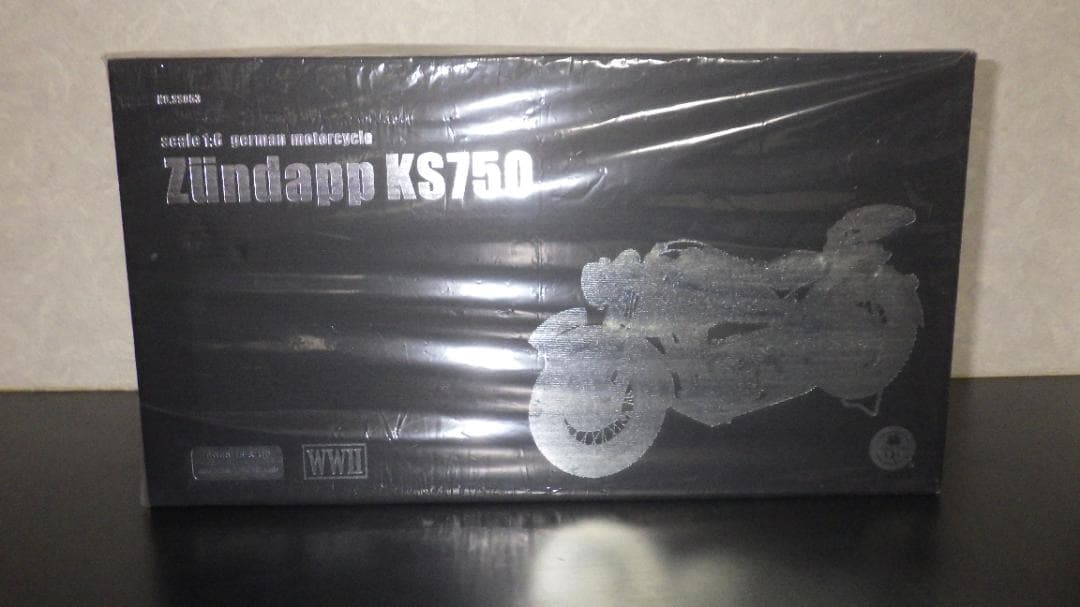 scale 1:6 german motorcycle
Zündapp KS750
WWII